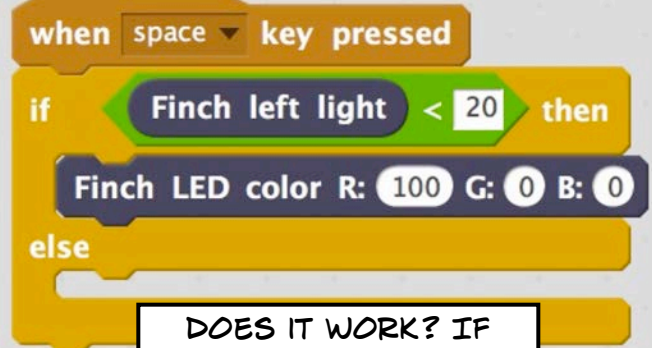 when space key pressed
if Finch left light < 20 then
Finch LED color R: 100 G: 0 B: 0
else
DOES IT WORK? IF